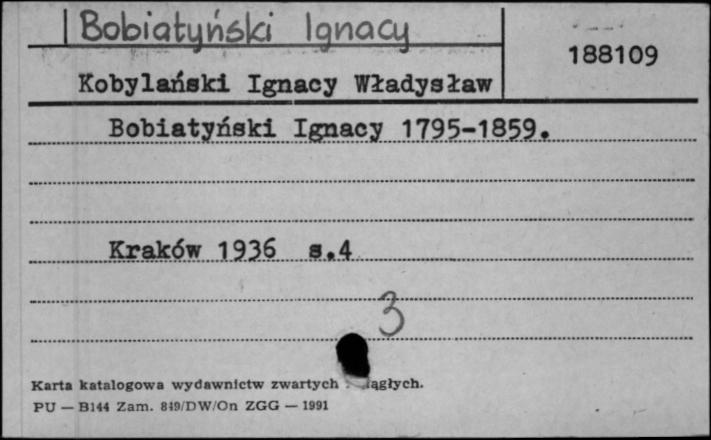 Bobiatyński Ignacy
188109
Kobylański Ignacy Władysław
Bobiatyński Ignacy 1795-1859.
Kraków 1936 s.4
3
Karta katalogowa wydawnictw zwartych
PU — B144 Zam. 849/DW/On ZGG — 1991